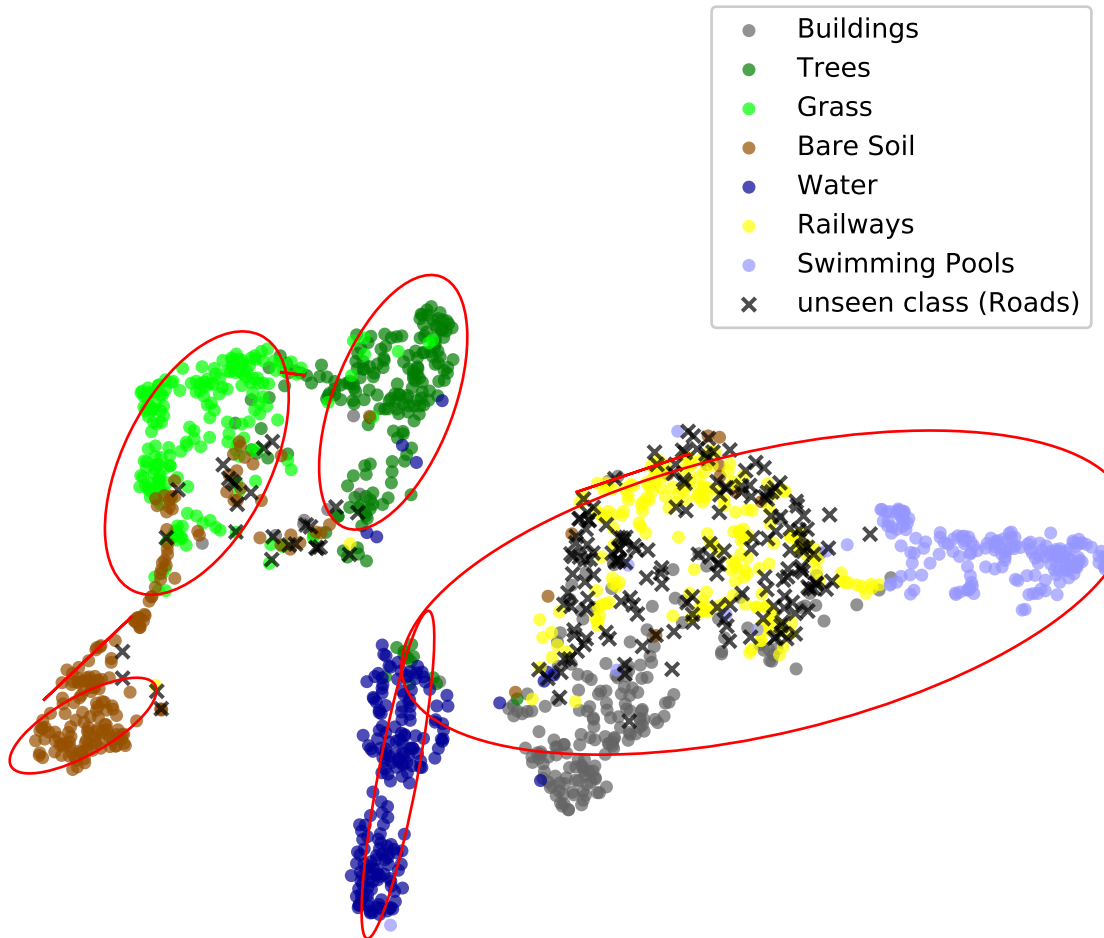 Buildings
Trees
Grass
Bare Soil
Water
Railways
Swimming Pools
unseen class (Roads)